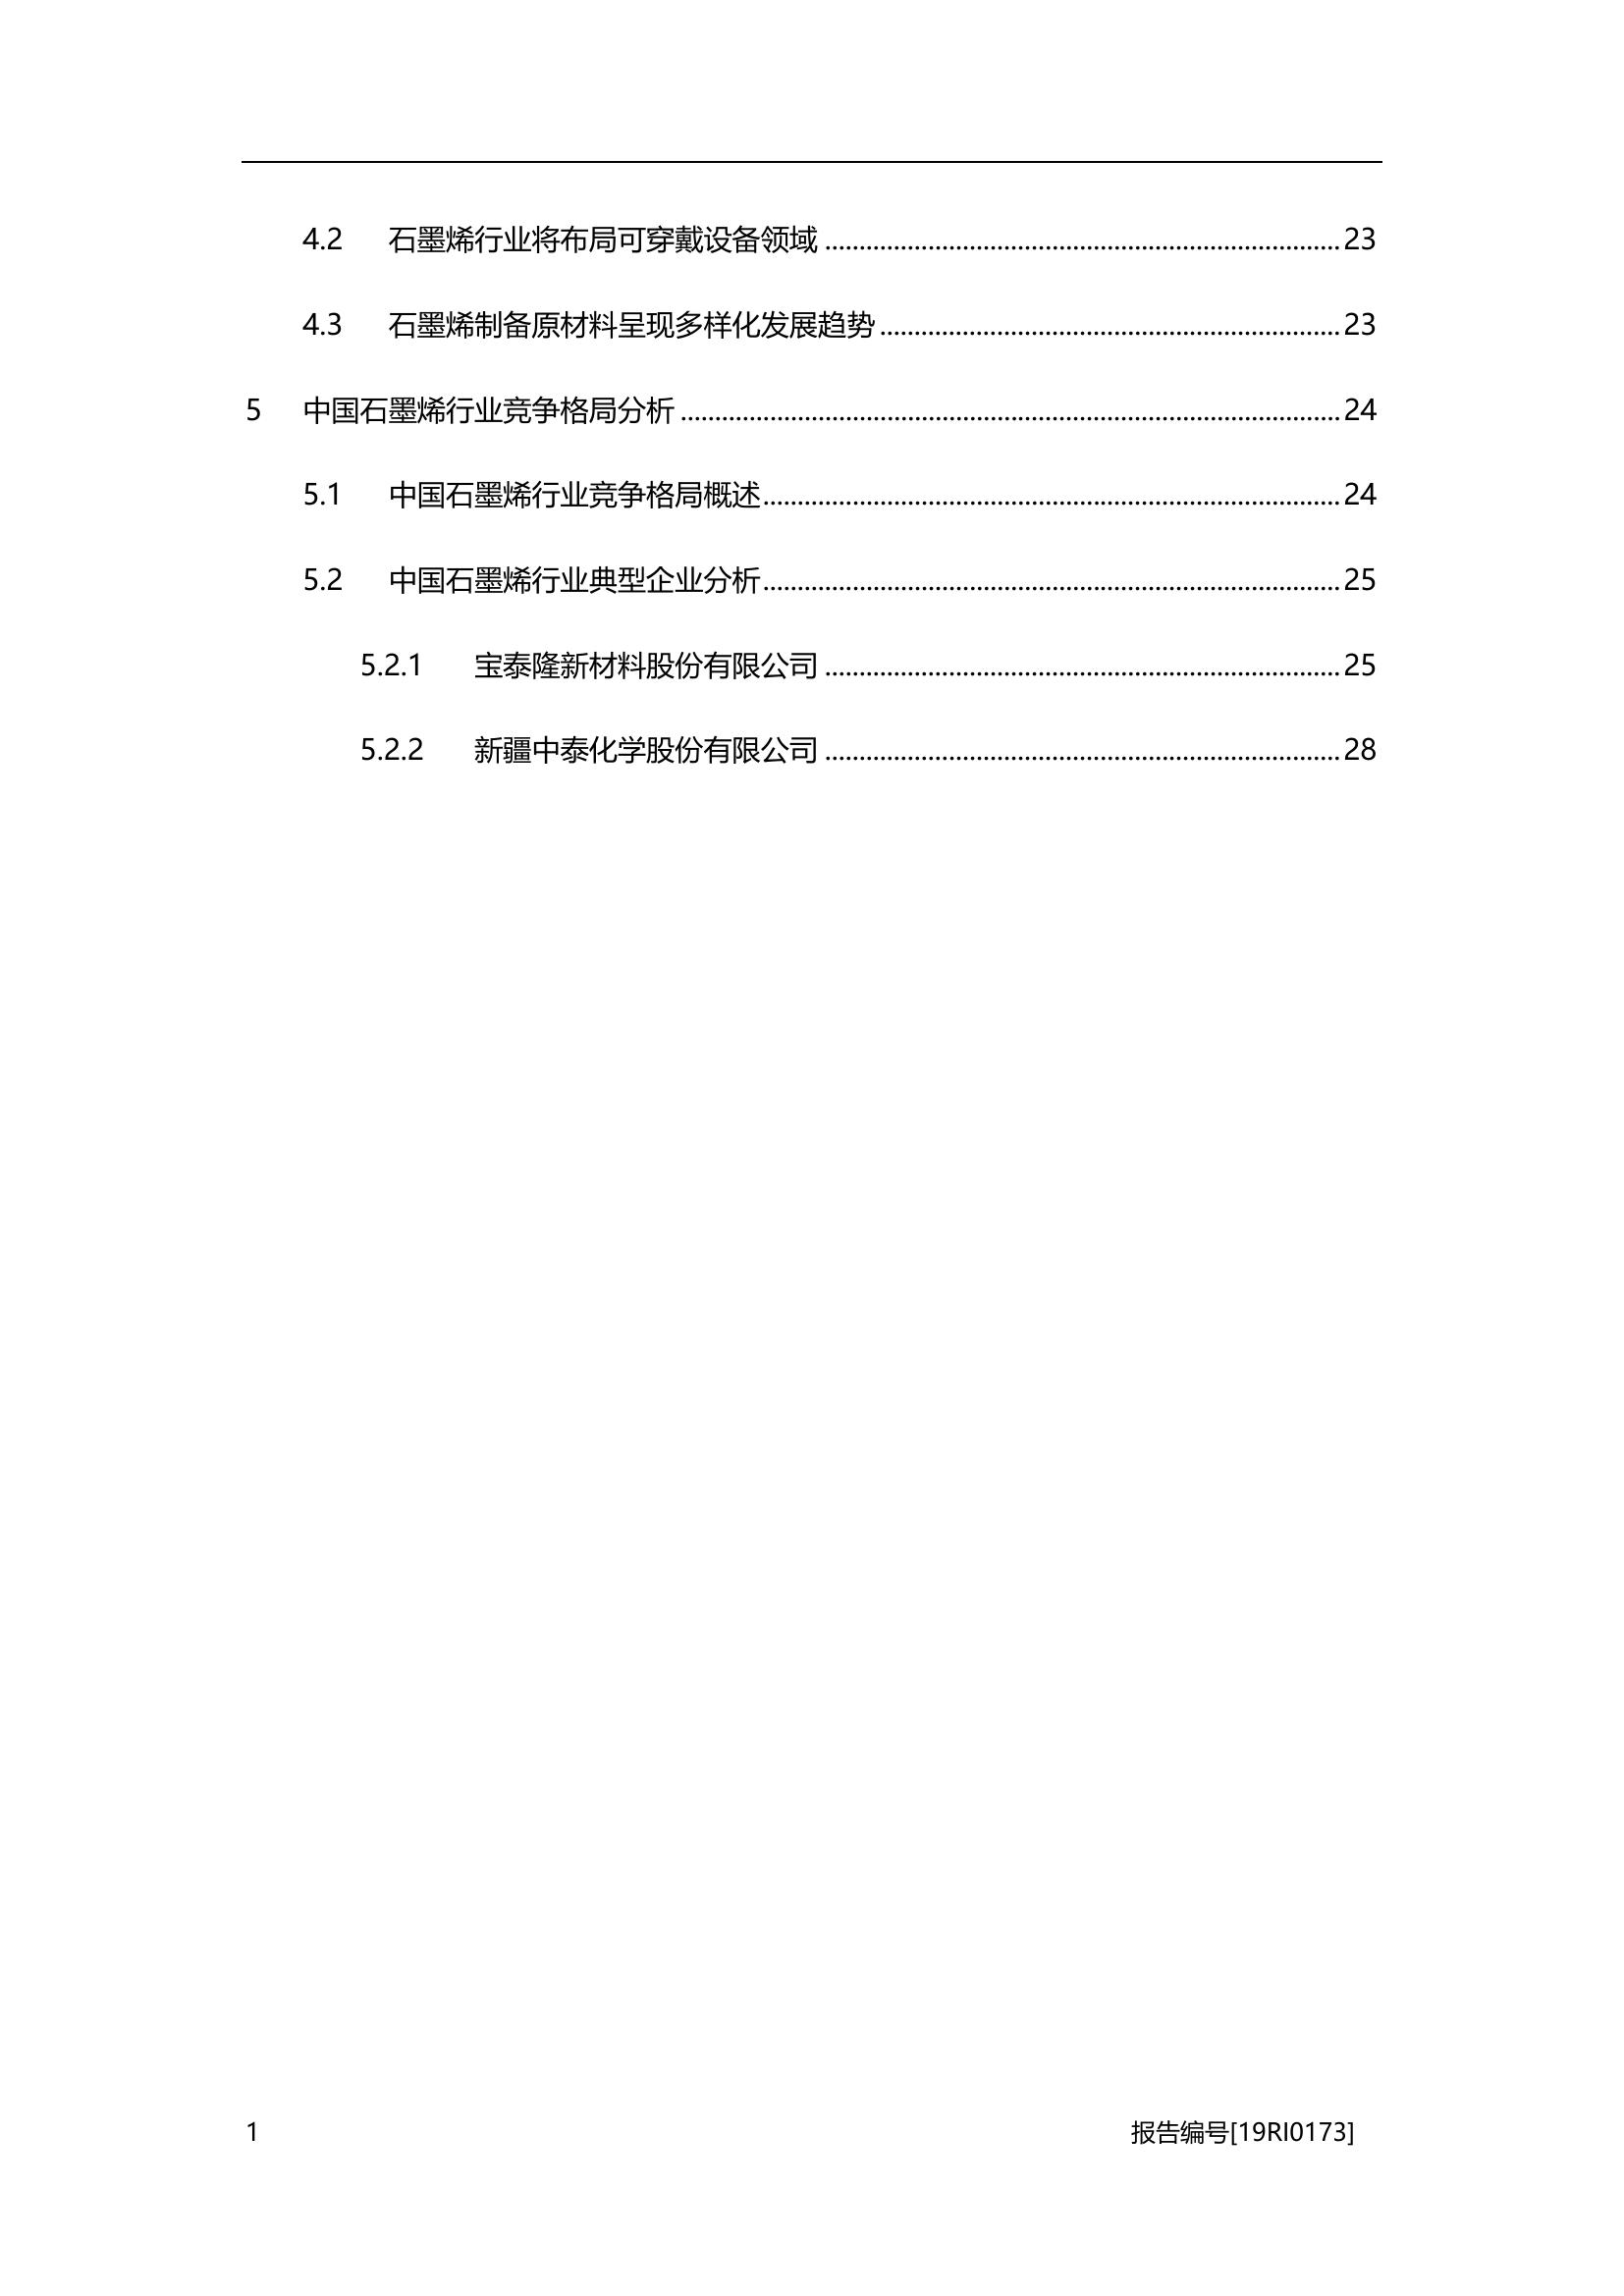 4.2 石墨烯行业将布局可穿戴设备领域 ........................................................................... 23
4.3 石墨烯制备原材料呈现多样化发展趋势 ................................................................... 23
5 中国石墨烯行业竞争格局分析 ................................................................................................ 24
5.1 中国石墨烯行业竞争格局概述 .................................................................................... 24
5.2 中国石墨烯行业典型企业分析 .................................................................................... 25
5.2.1 宝泰隆新材料股份有限公司 ........................................................................... 25
5.2.2 新疆中泰化学股份有限公司 ........................................................................... 28
1 报告编号[19RI0173]